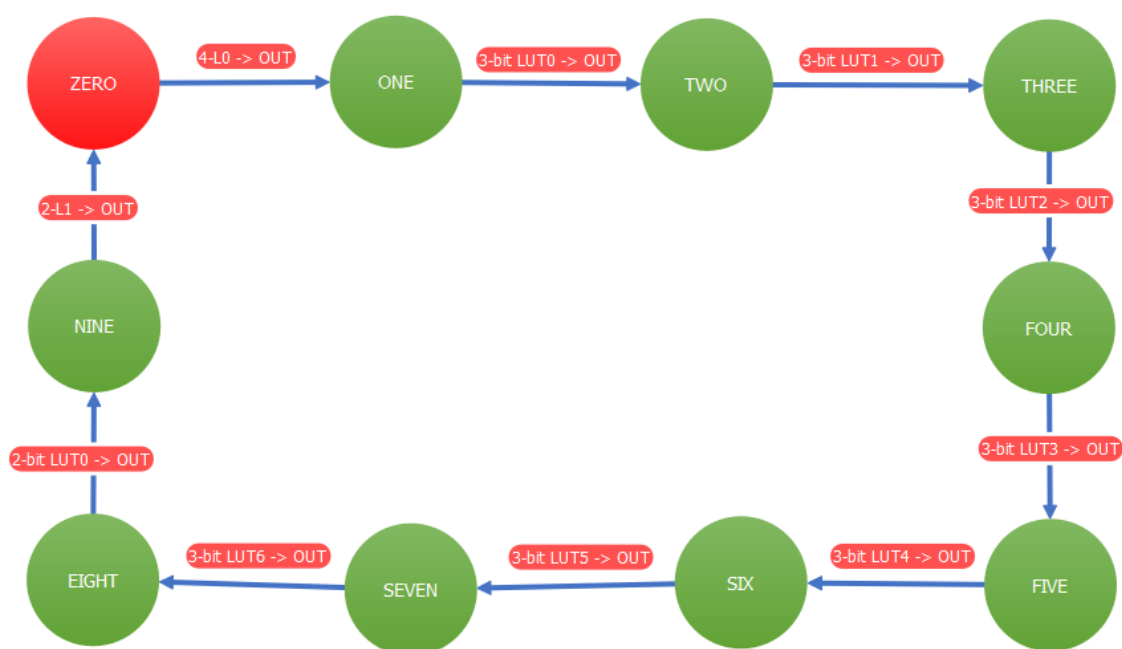 ZERO
4-L0 -> OUT
ONE
3-bit LUT0 -> OUT
TWO
3-bit LUT1 -> OUT
THREE
3-bit LUT2 -> OUT
FOUR
3-bit LUT3 -> OUT
FIVE
3-bit LUT4 -> OUT
SIX
3-bit LUT5 -> OUT
SEVEN
3-bit LUT6 -> OUT
EIGHT
2-bit LUT0 -> OUT
NINE
2-L1 -> OUT